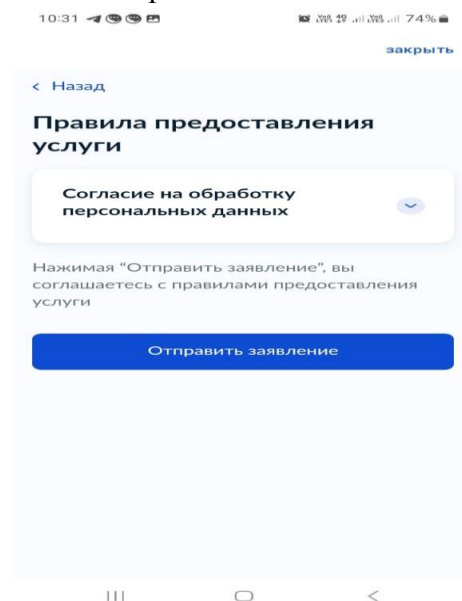 10:31
74%
закрыть
< Назад
Правила предоставления
услуги
Согласие на обработку
персональных данных
Нажимая “Отправить заявление”, вы
соглашаетесь с правилами предоставления
услуги
Отправить заявление